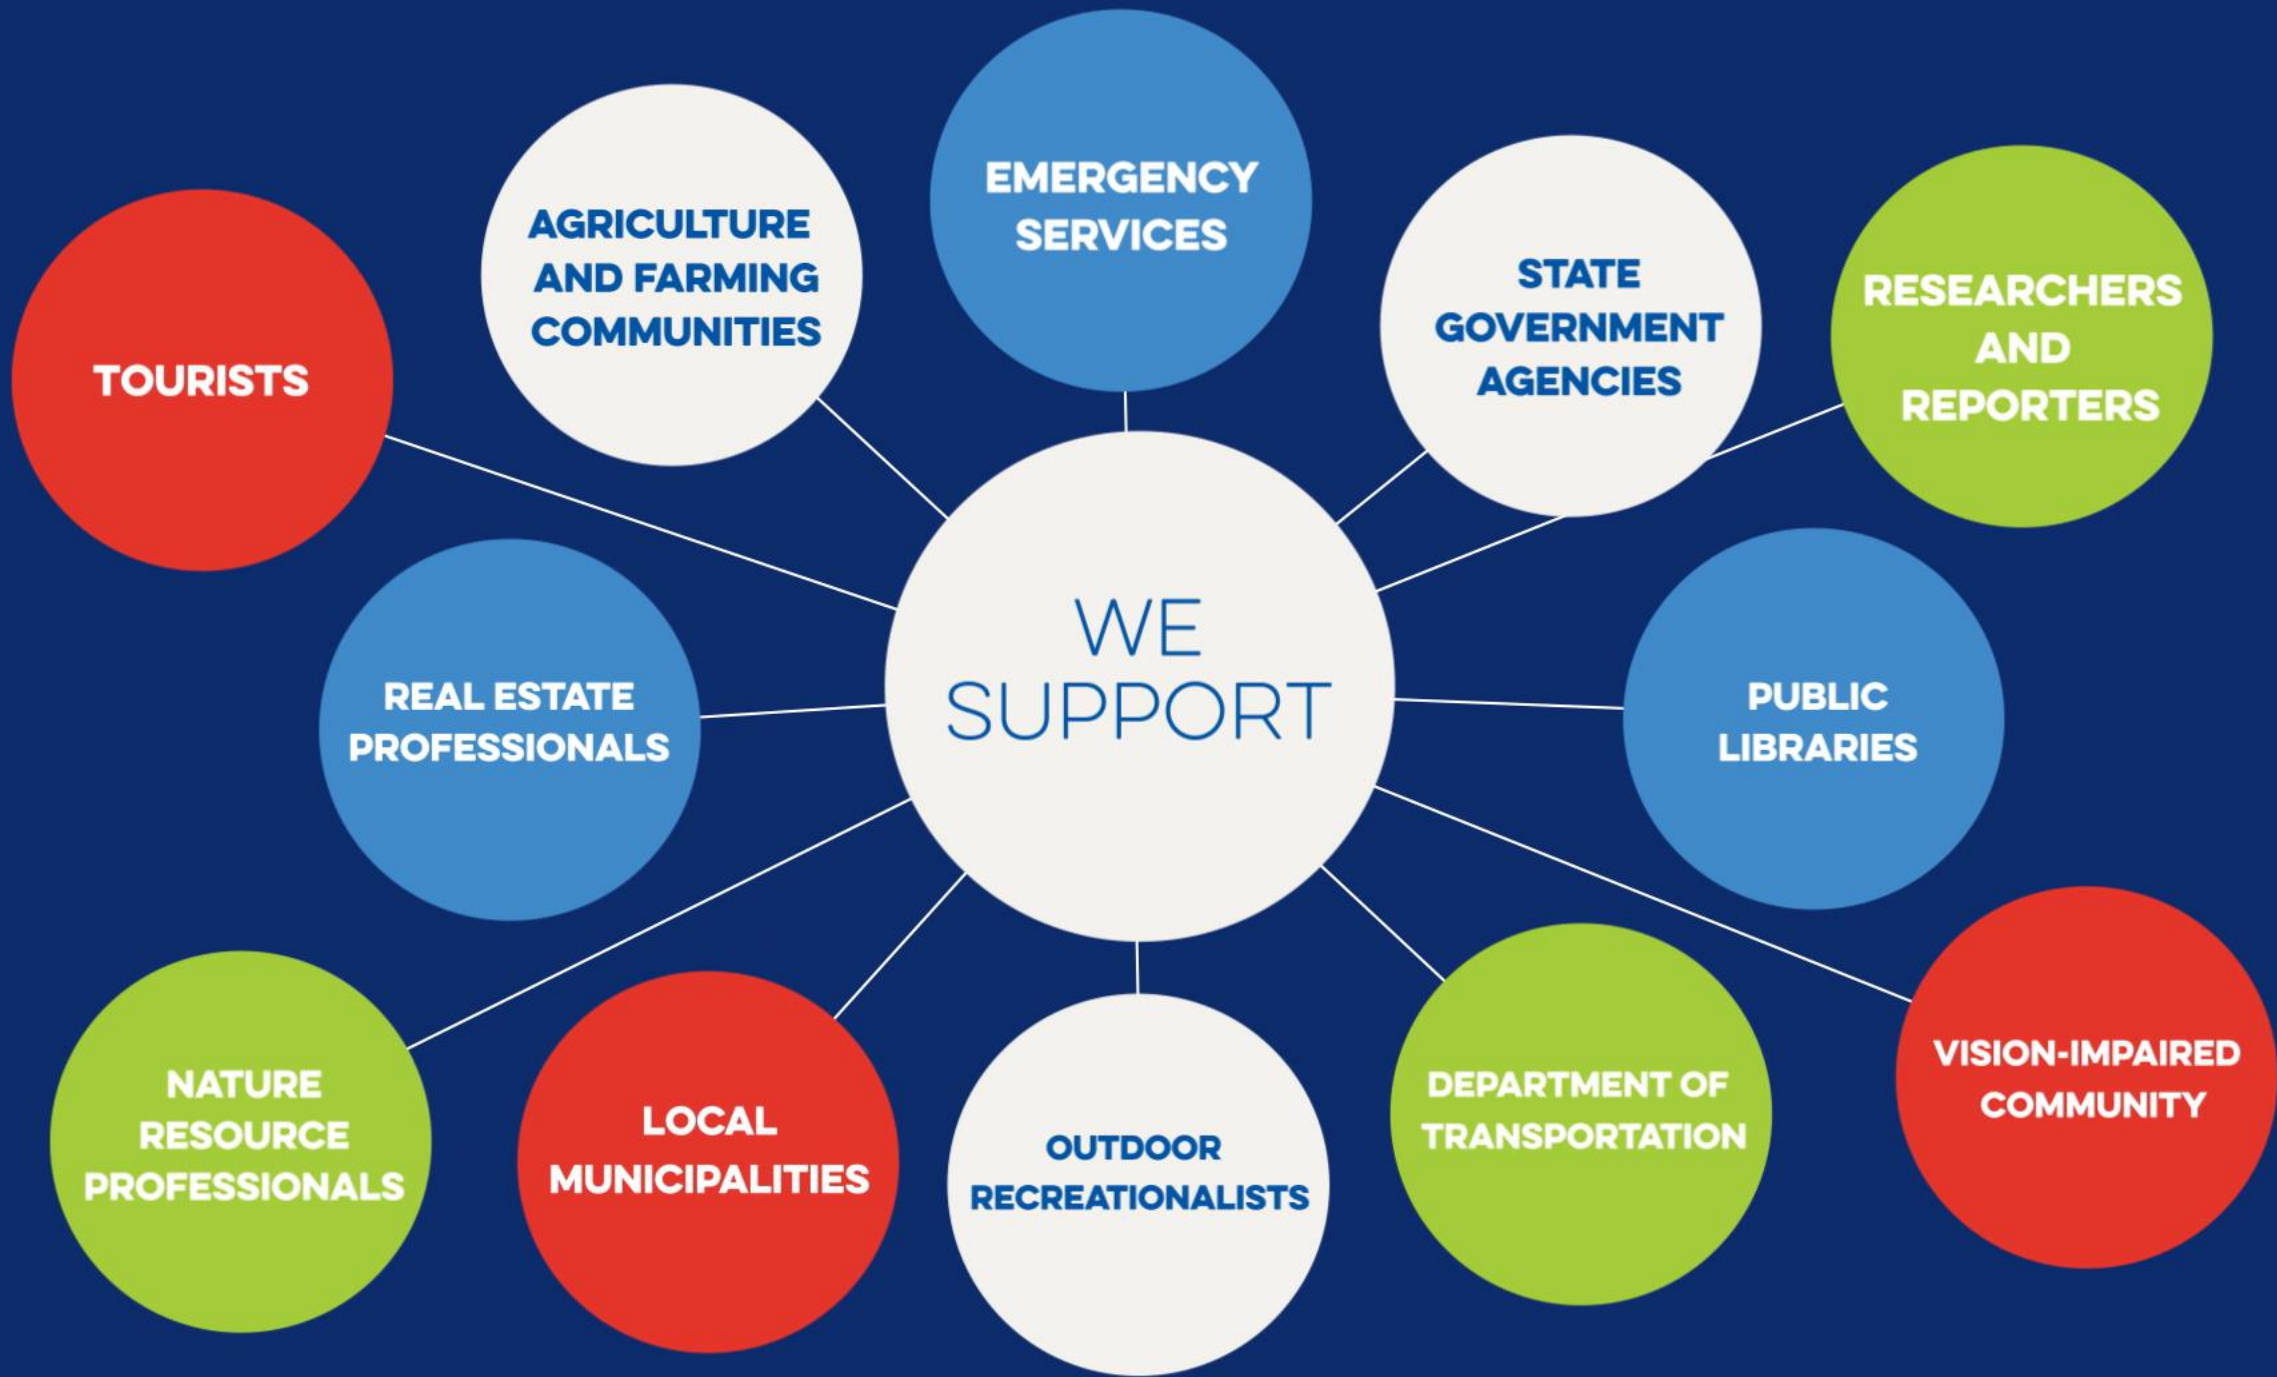 EMERGENCY
SERVICES
AGRICULTURE
AND FARMING
COMMUNITIES
STATE
GOVERNMENT
AGENCIES
RESEARCHERS
AND
REPORTERS
TOURISTS
WE
SUPPORT
REAL ESTATE
PROFESSIONALS
PUBLIC
LIBRARIES
NATURE
RESOURCE
PROFESSIONALS
LOCAL
MUNICIPALITIES
OUTDOOR
RECREATIONALISTS
DEPARTMENT OF
TRANSPORTATION
VISION-IMPAIRED
COMMUNITY